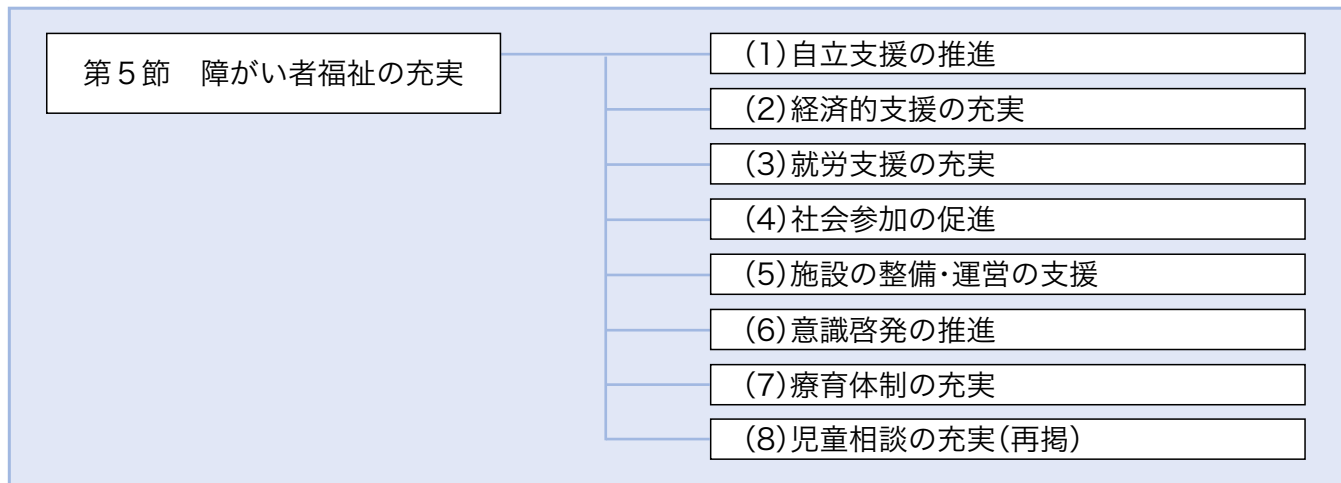 第5節　障がい者福祉の充実
(1)自立支援の推進
(2)経済的支援の充実
(3)就労支援の充実
(4)社会参加の促進
(5)施設の整備・運営の支援
(6)意識啓発の推進
(7)療育体制の充実
(8)児童相談の充実(再掲)